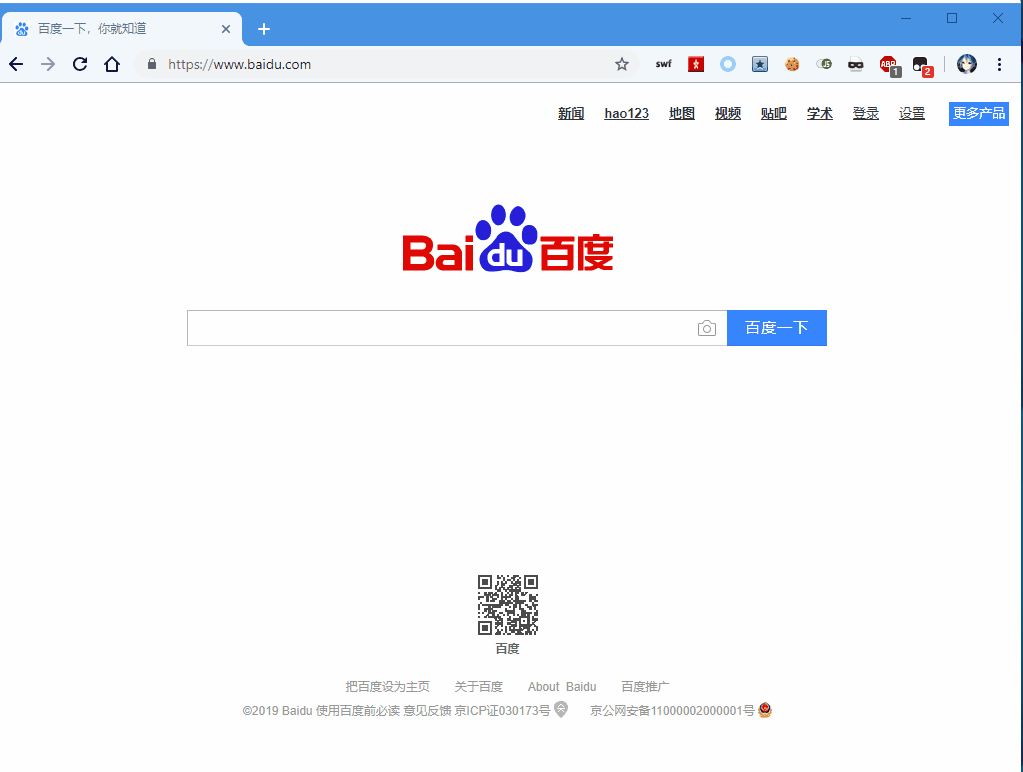 百度一下，你就知道
https://www.baidu.com
swf
JS
ABP
1
2
新闻 hao123 地图 视频 贴吧 学术 登录 设置 更多产品
Bai du 百度
百度一下
百度
把百度设为主页 关于百度 About Baidu 百度推广
©2019 Baidu 使用百度前必读 意见反馈 京ICP证030173号 京公网安备11000002000001号